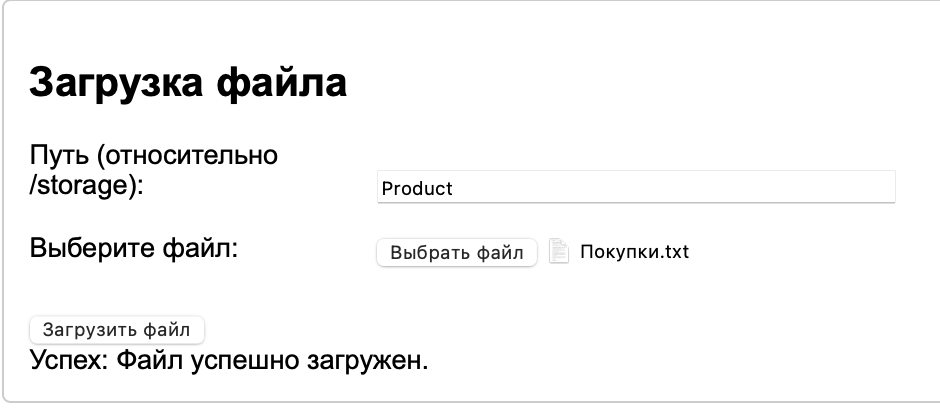 Загрузка файла
Путь (относительно
/storage):
Product
Выберите файл:
Выбрать файл
Покупки.txt
Загрузить файл
Успех: Файл успешно загружен.